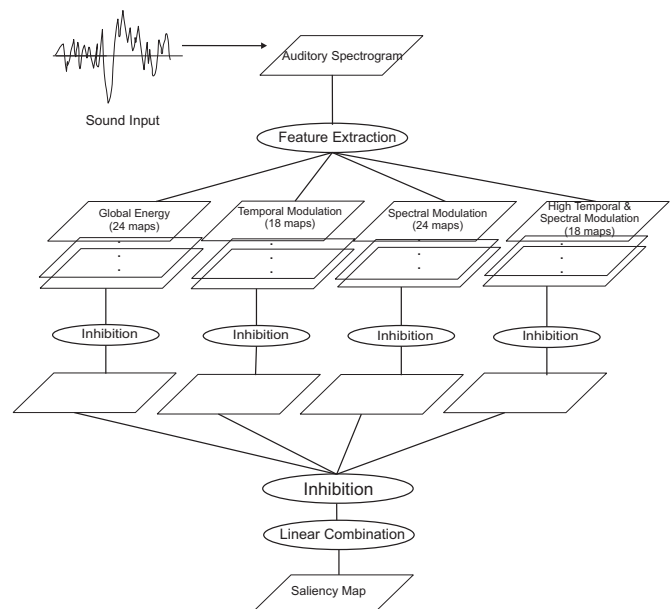 Auditory Spectrogram
Sound Input
Feature Extraction
Global Energy
(24 maps)
Temporal Modulation
(18 maps)
Spectral Modulation
(24 maps)
High Temporal &
Spectral Modulation
(18 maps)
Inhibition
Inhibition
Inhibition
Inhibition
Inhibition
Linear Combination
Saliency Map